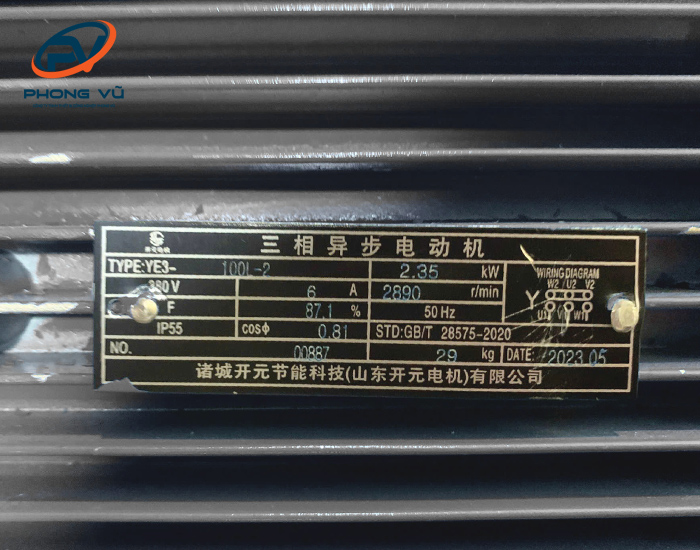 PHONG VŨ
三相异步电动机
TYPE:YE3- 100L-2 2.35 kW
WIRING DIAGRAM
W2 U2 V2
380 V 6 A 2890 r/min
Y
F 87.1 % 50 Hz
IP55 cosΦ 0.81 STD:GB/T 28575-2020
NO. 00887 29 kg DATE: 2023.05
诸城开元节能科技(山东开元电机)有限公司